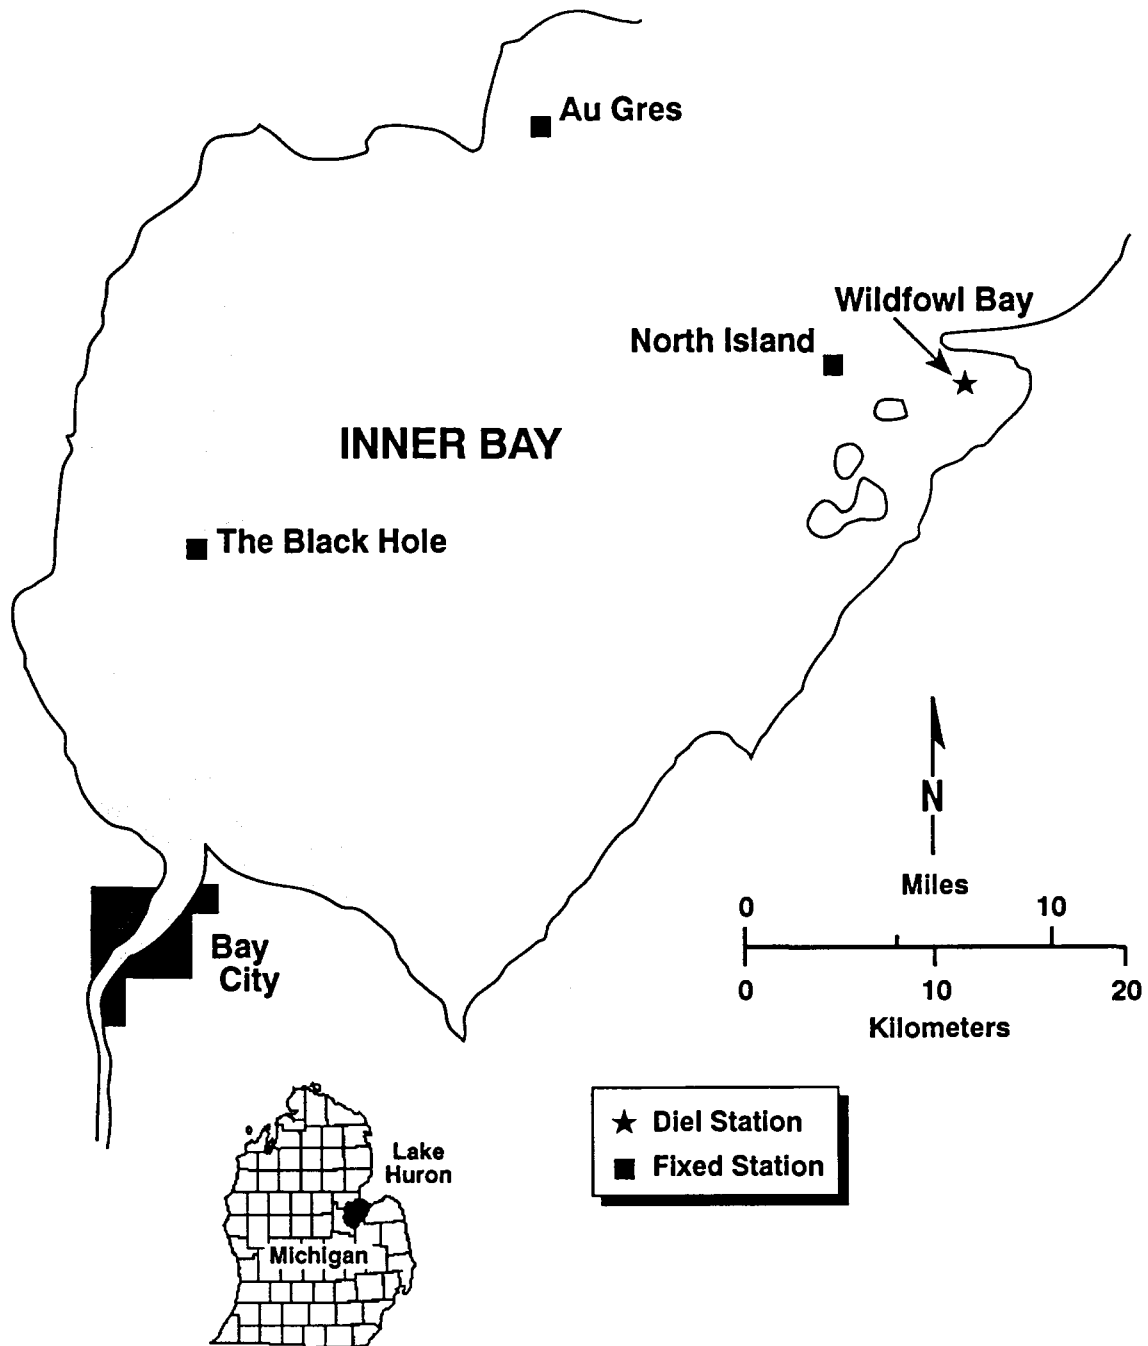 Au Gres
Wildfowl Bay
North Island
INNER BAY
The Black Hole
N
Miles
0 10
Bay
City
0 10 20
Kilometers
Diel Station
Fixed Station
Lake
Huron
Michigan